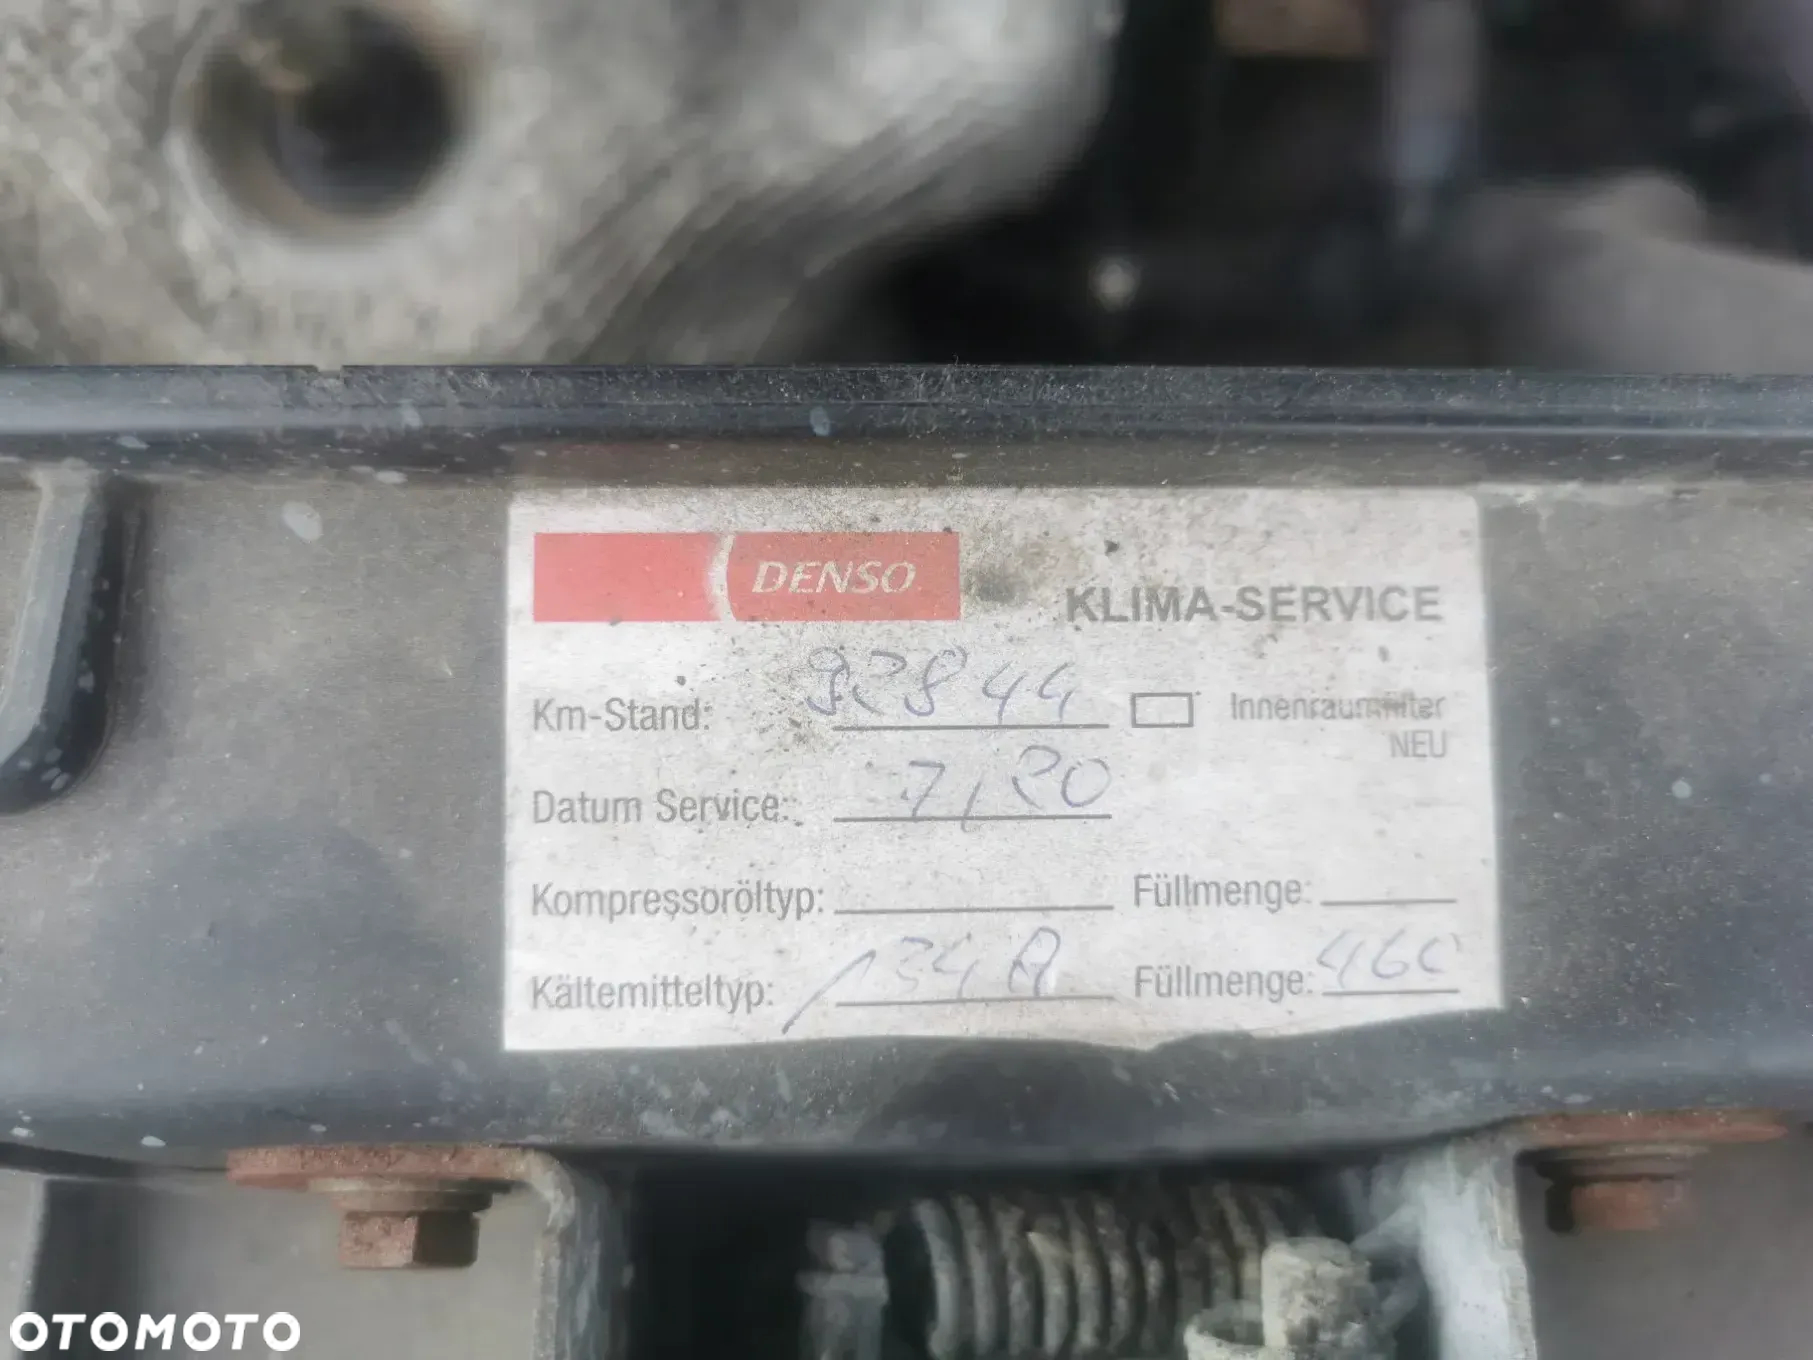 DENSO
KLIMA-SERVICE
Km-Stand: 92844 Innenraumfilter
NEU
Datum Service: 7/20
Kompressoröltyp: Füllmenge:
Kältemitteltyp: 134A Füllmenge: 460
OTOMOTO